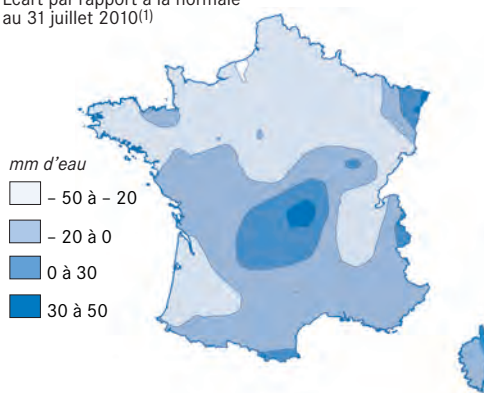 Écart par rapport à la normale
au 31 juillet 2010(1)
mm d'eau
– 50 à – 20
– 20 à 0
0 à 30
30 à 50